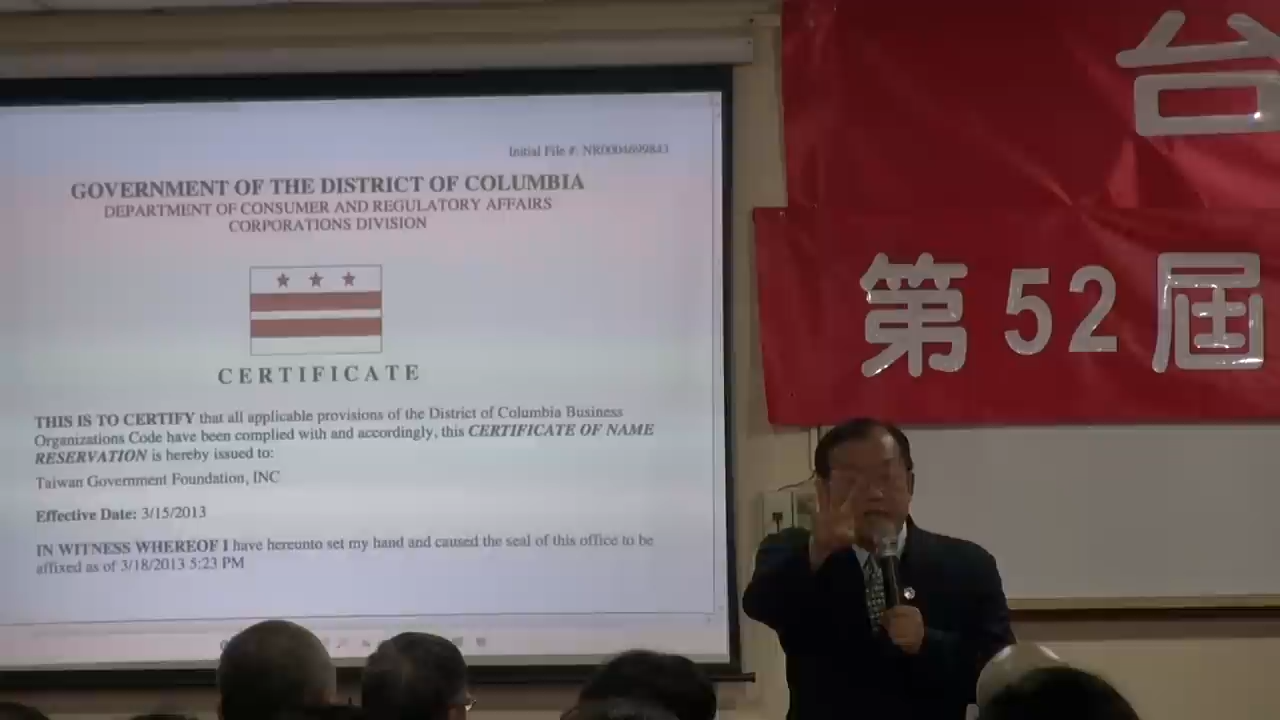 Initial File #: NR0004699843
GOVERNMENT OF THE DISTRICT OF COLUMBIA
DEPARTMENT OF CONSUMER AND REGULATORY AFFAIRS
CORPORATIONS DIVISION
CERTIFICATE
THIS IS TO CERTIFY that all applicable provisions of the District of Columbia Business
Organizations Code have been complied with and accordingly, this CERTIFICATE OF NAME
RESERVATION is hereby issued to:
Taiwan Government Foundation, INC
Effective Date: 3/15/2013
IN WITNESS WHEREOF I have hereunto set my hand and caused the seal of this office to be
affixed as of 3/18/2013 5:23 PM
台
第52屆